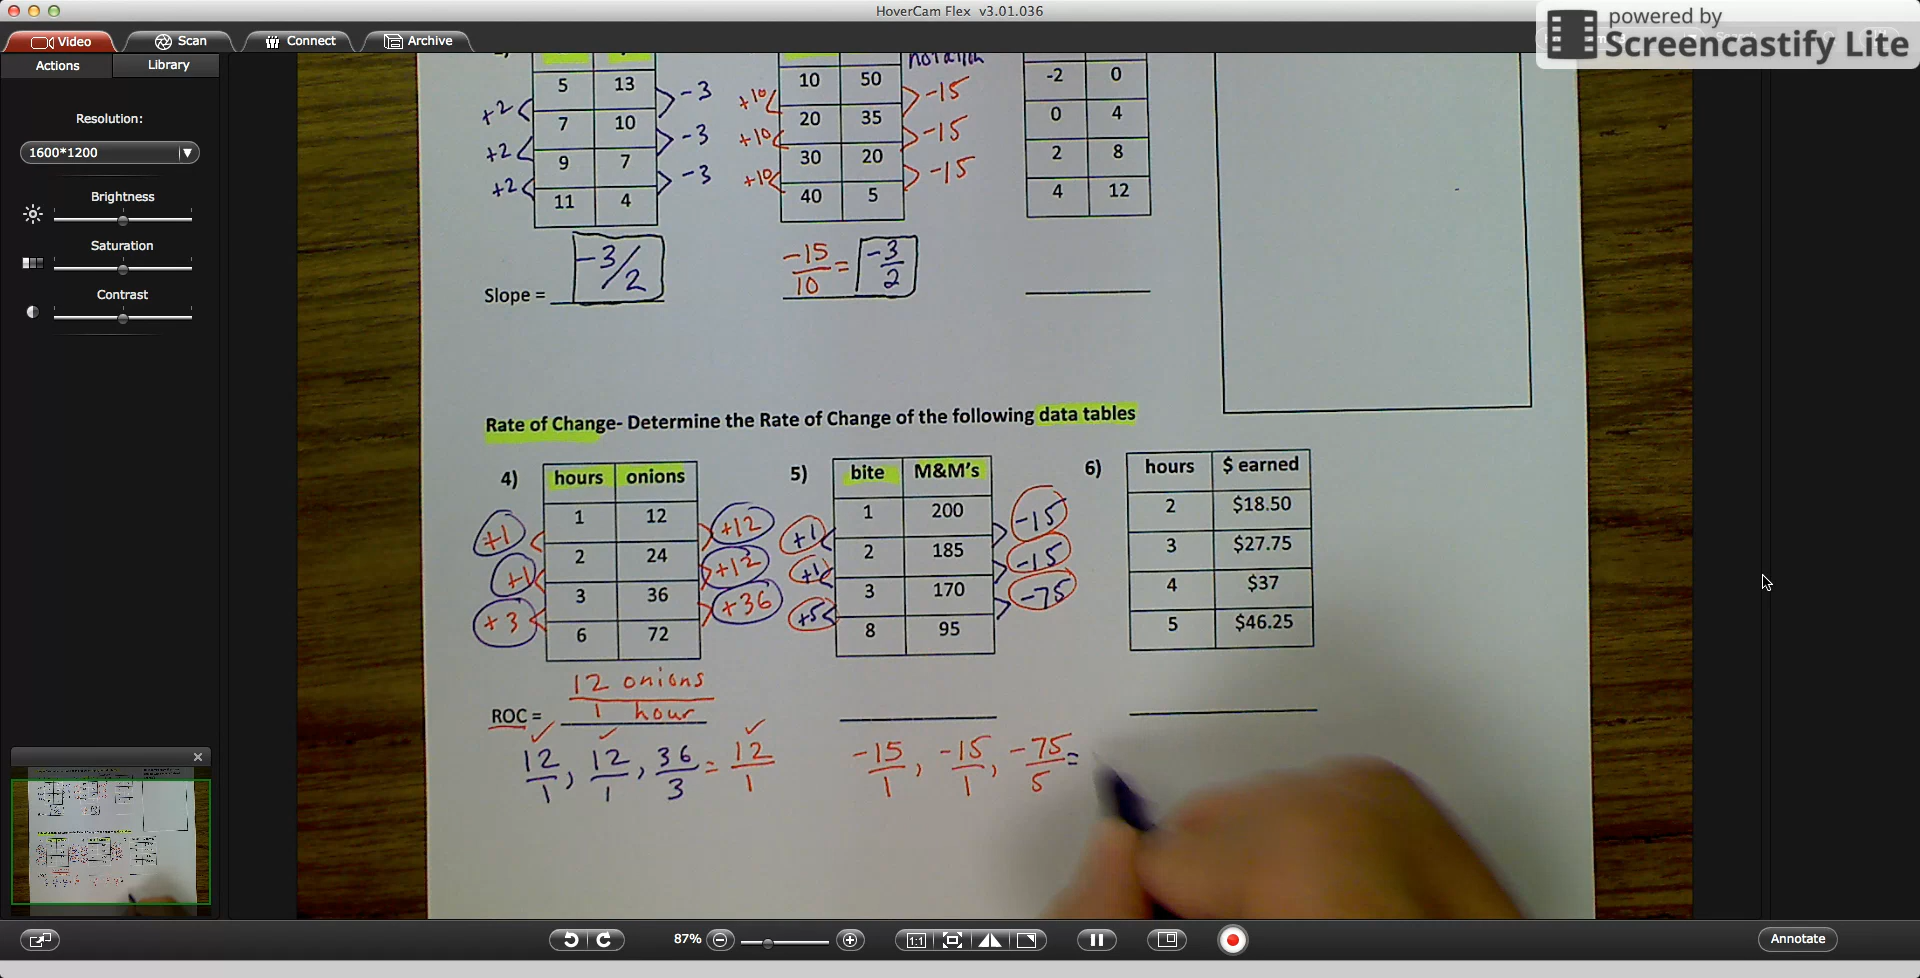 HoverCam Flex v3.01.036
powered by
Screencastify Lite
Video Scan Connect Archive
Actions Library
Resolution:
1600*1200
Brightness
Saturation
Contrast
5 13
7 10
9 7
11 4
+2 -3
+2 -3
+2 -3
Slope = -3/2
10 50
20 35
30 20
40 5
+10 -15
+10 -15
+10 -15
-15/10 = -3/2
-2 0
0 4
2 8
4 12
Rate of Change- Determine the Rate of Change of the following data tables
4) hours onions
1 12
2 24
3 36
6 72
+1 +12
+1 +12
+3 +36
ROC = 12 onions / 1 hour
12/1, 12/1, 36/3 = 12/1
5) bite M&M's
1 200
2 185
3 170
8 95
+1 -15
+1 -15
+5 -75
-15/1, -15/1, -75/5 =
6) hours $ earned
2 $18.50
3 $27.75
4 $37
5 $46.25
87%
1:1
Annotate